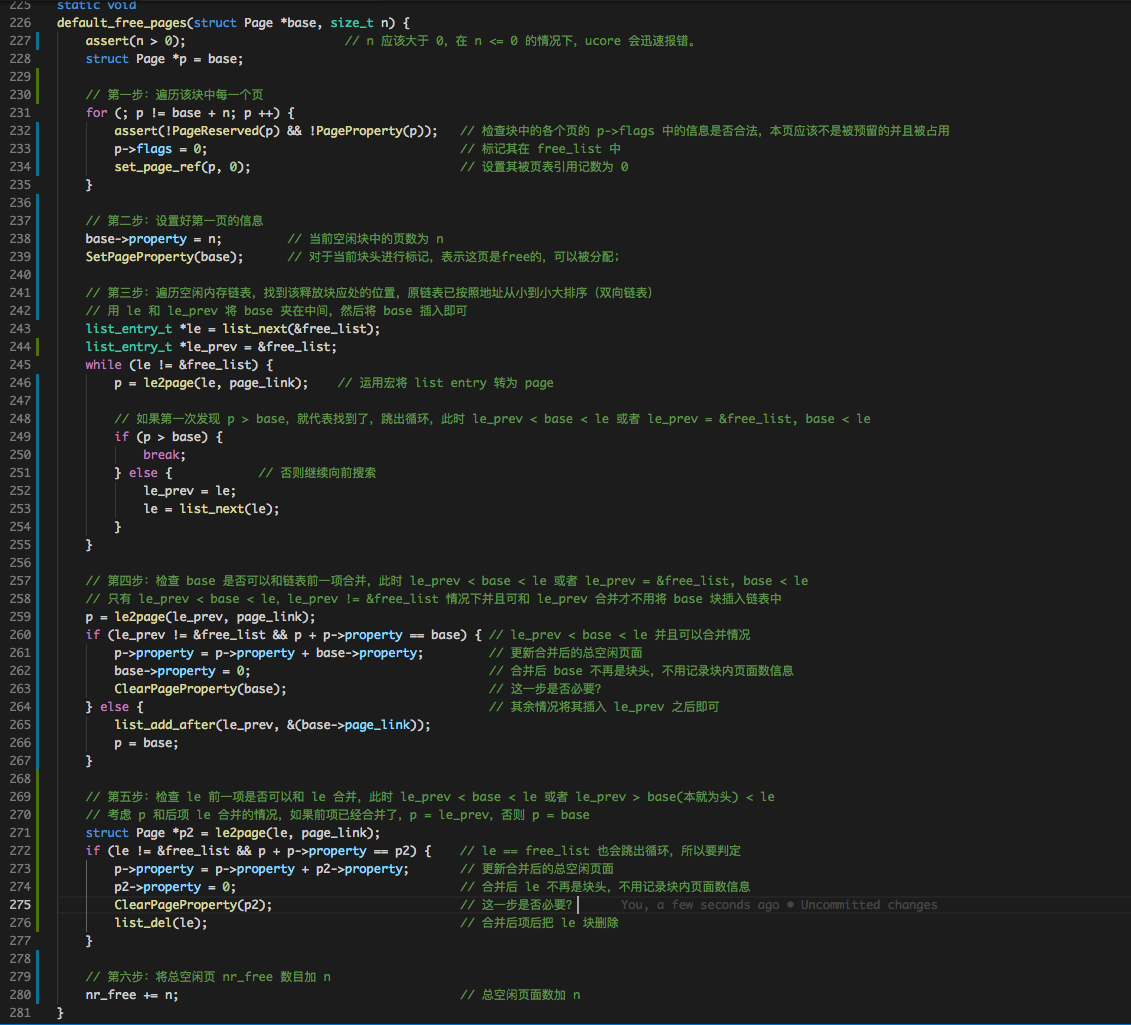 225 static void
226 default_free_pages(struct Page *base, size_t n) {
227     assert(n > 0);                      // n 应该大于 0，在 n <= 0 的情况下，ucore 会迅速报错。
228     struct Page *p = base;
229
230     // 第一步：遍历该块中每一个页
231     for (; p != base + n; p ++) {
232         assert(!PageReserved(p) && !PageProperty(p));   // 检查块中的各个页的 p->flags 中的信息是否合法，本页应该不是被预留的并且被占用
233         p->flags = 0;                                   // 标记其在 free_list 中
234         set_page_ref(p, 0);                             // 设置其被页表引用记数为 0
235     }
236
237     // 第二步：设置好第一页的信息
238     base->property = n;         // 当前空闲块中的页数为 n
239     SetPageProperty(base);      // 对于当前块头进行标记，表示这页是free的，可以被分配；
240
241     // 第三步：遍历空闲内存链表，找到该释放块应处的位置，原链表已按照地址从小到小大排序（双向链表）
242     // 用 le 和 le_prev 将 base 夹在中间，然后将 base 插入即可
243     list_entry_t *le = list_next(&free_list);
244     list_entry_t *le_prev = &free_list;
245     while (le != &free_list) {
246         p = le2page(le, page_link);    // 运用宏将 list entry 转为 page
247
248         // 如果第一次发现 p > base，就代表找到了，跳出循环，此时 le_prev < base < le 或者 le_prev = &free_list, base < le
249         if (p > base) {
250             break;
251         } else {            // 否则继续向前搜索
252             le_prev = le;
253             le = list_next(le);
254         }
255     }
256
257     // 第四步：检查 base 是否可以和链表前一项合并，此时 le_prev < base < le 或者 le_prev = &free_list, base < le
258     // 只有 le_prev < base < le, le_prev != &free_list 情况下并且可和 le_prev 合并才不用将 base 块插入链表中
259     p = le2page(le_prev, page_link);
260     if (le_prev != &free_list && p + p->property == base) { // le_prev < base < le 并且可以合并情况
261         p->property = p->property + base->property;         // 更新合并后的总空闲页面
262         base->property = 0;                                 // 合并后 base 不再是块头，不用记录块内页面数信息
263         ClearPageProperty(base);                            // 这一步是否必要?
264     } else {                                                // 其余情况将其插入 le_prev 之后即可
265         list_add_after(le_prev, &(base->page_link));
266         p = base;
267     }
268
269     // 第五步：检查 le 前一项是否可以和 le 合并，此时 le_prev < base < le 或者 le_prev > base(本就为头) < le
270     // 考虑 p 和后项 le 合并的情况，如果前项已经合并了，p = le_prev，否则 p = base
271     struct Page *p2 = le2page(le, page_link);
272     if (le != &free_list && p + p->property == p2) {    // le == free_list 也会跳出循环，所以要判定
273         p->property = p->property + p2->property;       // 更新合并后的总空闲页面
274         p2->property = 0;                               // 合并后 le 不再是块头，不用记录块内页面数信息
275         ClearPageProperty(p2);                          // 这一步是否必要?     You, a few seconds ago • Uncommitted changes
276         list_del(le);                                   // 合并后项后把 le 块删除
277     }
278
279     // 第六步：将总空闲页 nr_free 数目加 n
280     nr_free += n;                                       // 总空闲页面数加 n
281 }